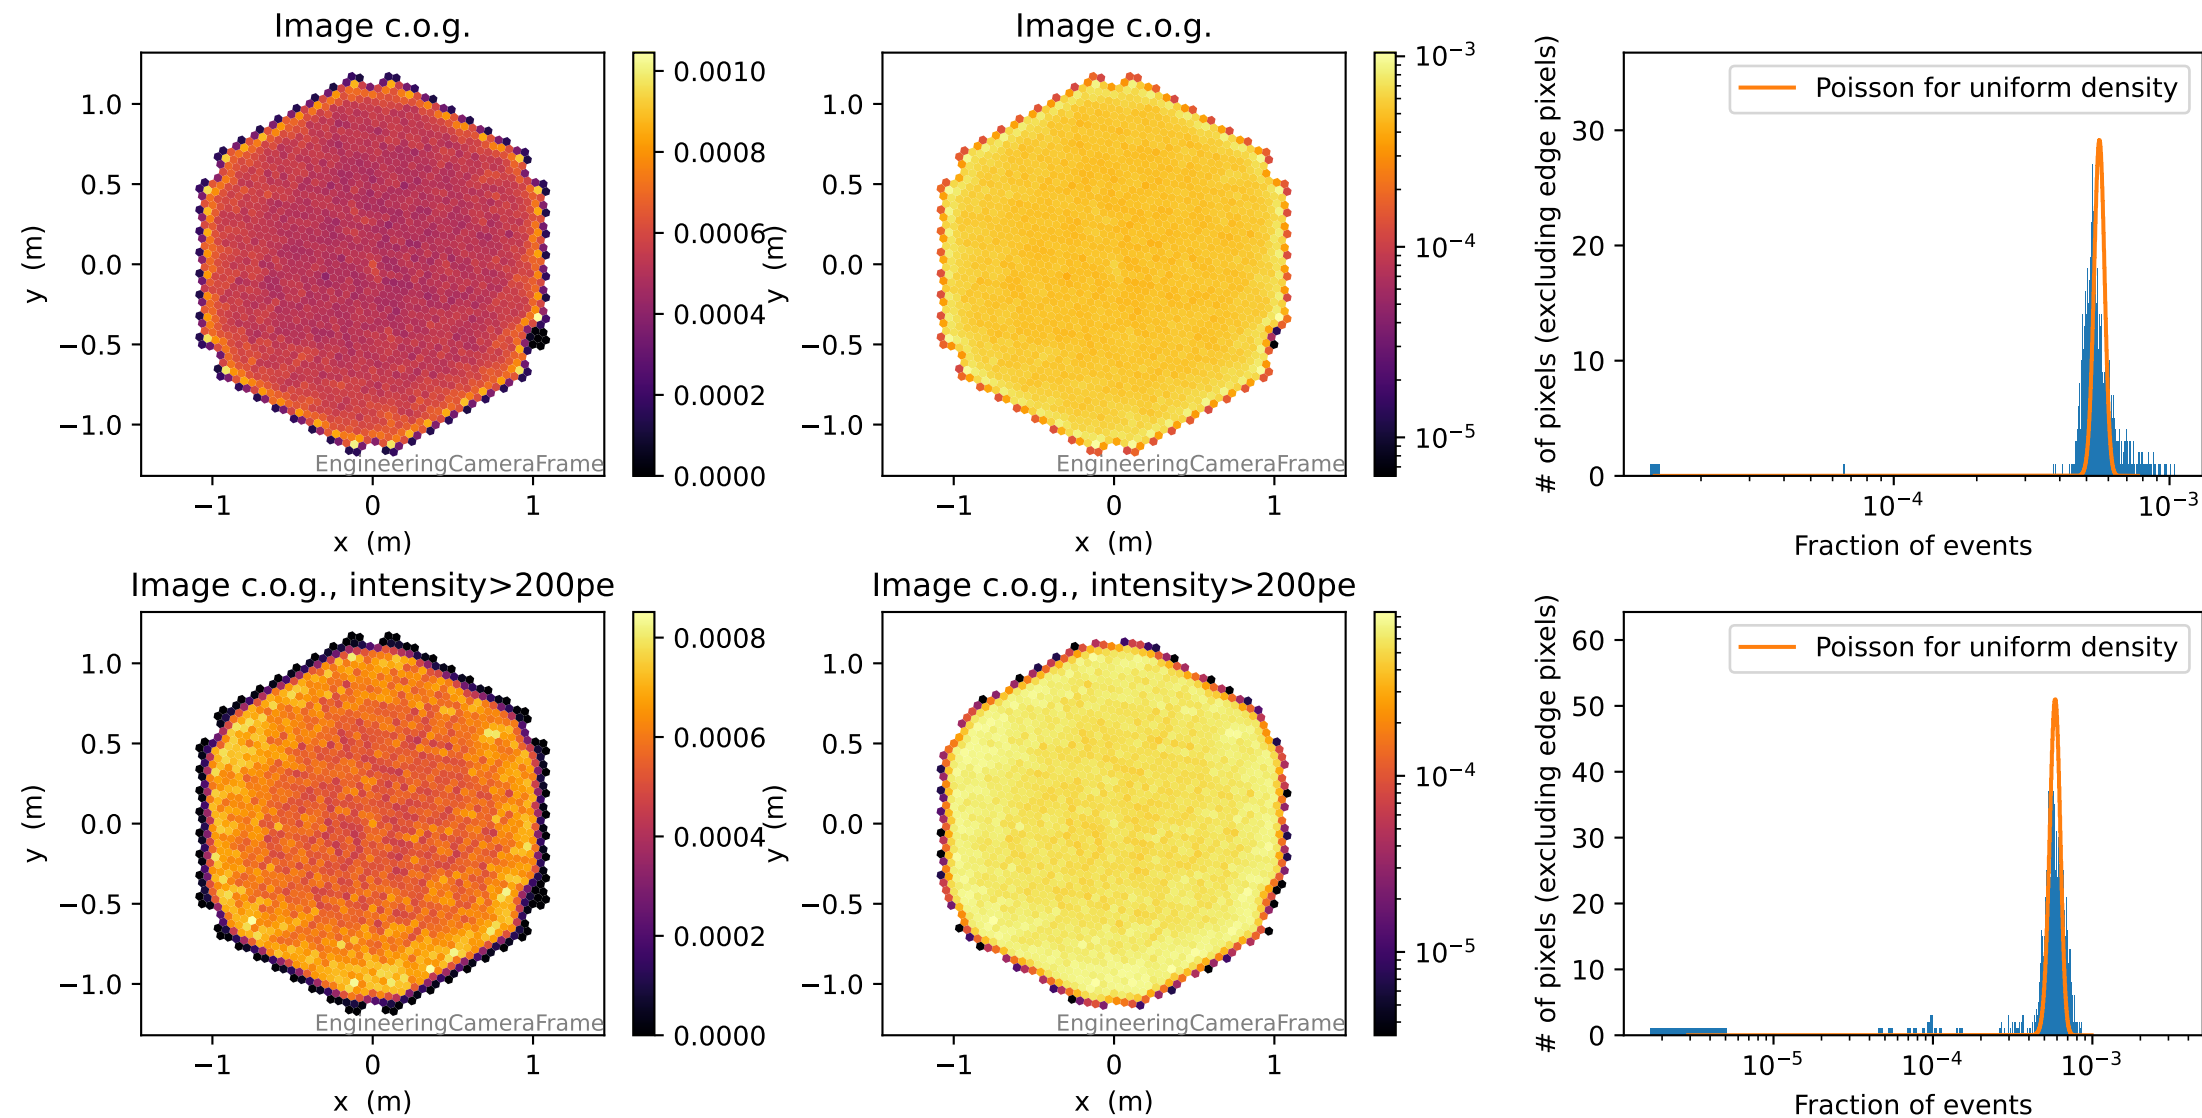 Image c.o.g.
1.0
0.5
0.0
−0.5
−1.0
y (m)
−1
0
1
x (m)
EngineeringCameraFrame
0.0010
0.0008
0.0006
0.0004
0.0002
0.0000
Image c.o.g.
1.0
0.5
0.0
−0.5
−1.0
y (m)
−1
0
1
x (m)
EngineeringCameraFrame
10⁻³
10⁻⁴
10⁻⁵
# of pixels (excluding edge pixels)
30
20
10
0
Poisson for uniform density
10⁻⁴
10⁻³
Fraction of events
Image c.o.g., intensity>200pe
1.0
0.5
0.0
−0.5
−1.0
y (m)
−1
0
1
x (m)
EngineeringCameraFrame
0.0008
0.0006
0.0004
0.0002
0.0000
Image c.o.g., intensity>200pe
1.0
0.5
0.0
−0.5
−1.0
y (m)
−1
0
1
x (m)
EngineeringCameraFrame
10⁻⁴
10⁻⁵
# of pixels (excluding edge pixels)
60
50
40
30
20
10
0
Poisson for uniform density
10⁻⁵
10⁻⁴
10⁻³
Fraction of events